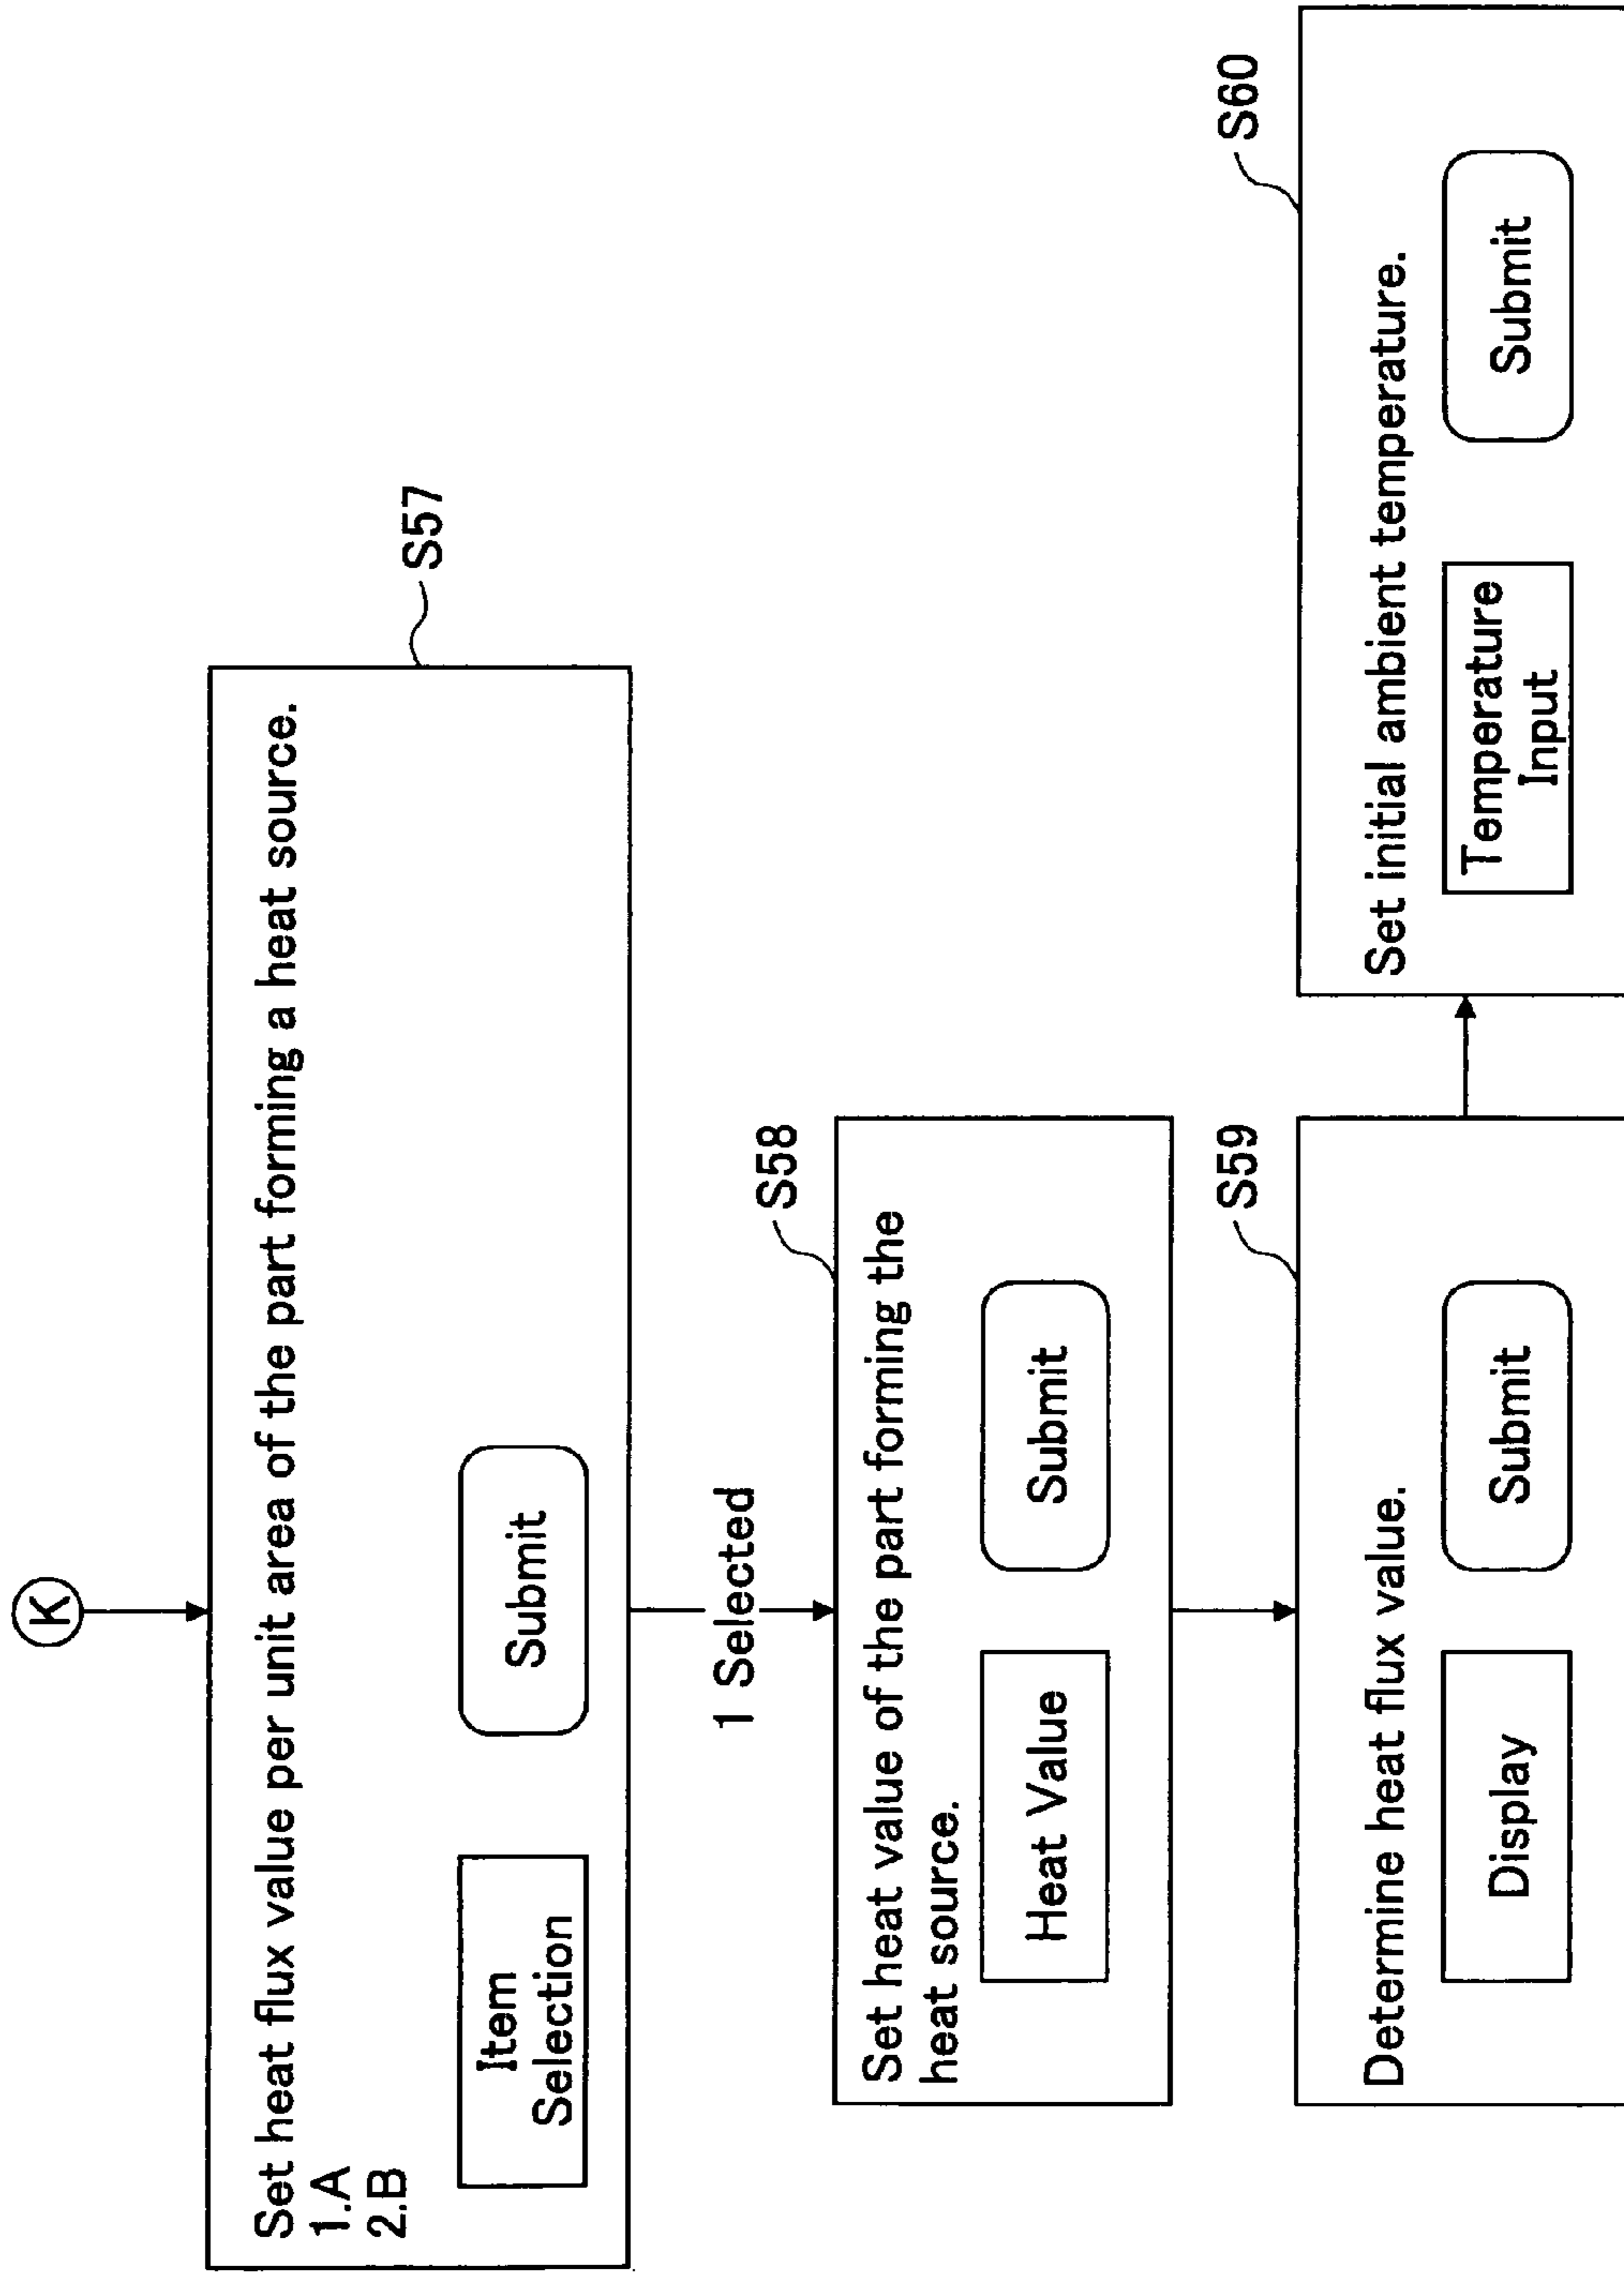 K
S57
Set heat flux value per unit area of the part forming a heat source.
1.A
2.B
Item
Selection
Submit
1 Selected
S58
Set heat value of the part forming the
heat source.
Heat Value
Submit
S59
Determine heat flux value.
Display
Submit
S60
Set initial ambient temperature.
Temperature
Input
Submit